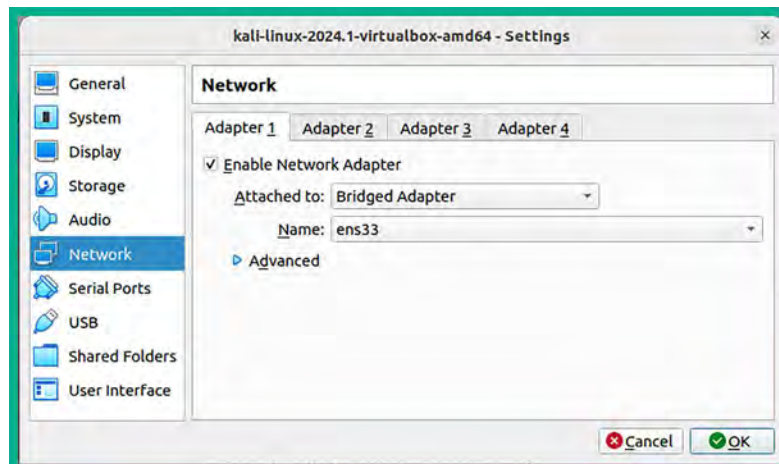 kali-linux-2024.1-virtualbox-amd64 - Settings
General
System
Display
Storage
Audio
Network
Serial Ports
USB
Shared Folders
User Interface
Network
Adapter 1 Adapter 2 Adapter 3 Adapter 4
Enable Network Adapter
Attached to: Bridged Adapter
Name: ens33
Advanced
Cancel OK